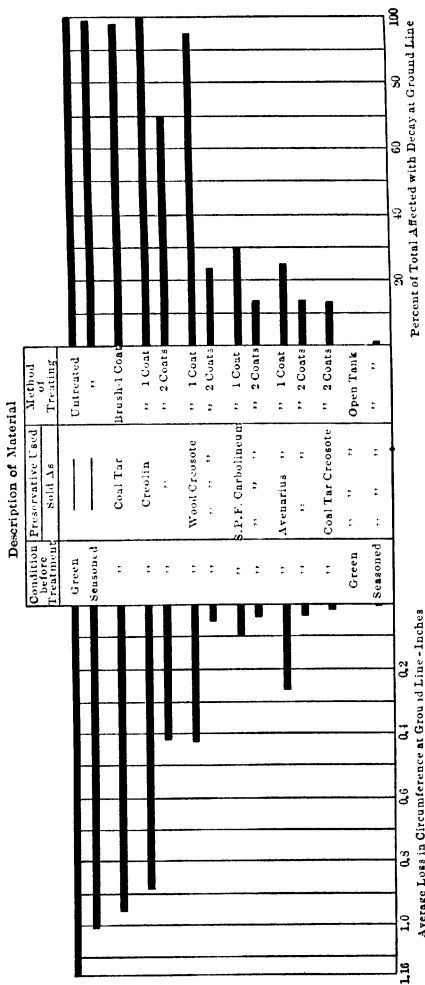 Description of Material
Condition before Treatment | Preservative Used Sold As | Method of Treating
Green | —— | Untreated
Seasoned | —— | ,,
,, | Coal Tar | Brush-1 Coat
,, | Creolin | ,, 1 Coat
,, | ,, | ,, 2 Coats
,, | Wood Creosote | ,, 1 Coat
,, | ,, ,, | ,, 2 Coats
,, | S.P.F. Carbolineum | ,, 1 Coat
,, | ,, ,, ,, | ,, 2 Coats
,, | Avenarius ,, | ,, 1 Coat
,, | ,, ,, | ,, 2 Coats
,, | Coal Tar Creosote | ,, 2 Coats
Green | ,, ,, ,, | Open Tank
Seasoned | ,, ,, ,, | ,, ,,
1.16 1.0 0.8 0.6 0.4 0.2
20 40 60 80 100
Average Loss in Circumference at Ground Line - Inches
Percent of Total Affected with Decay at Ground Line